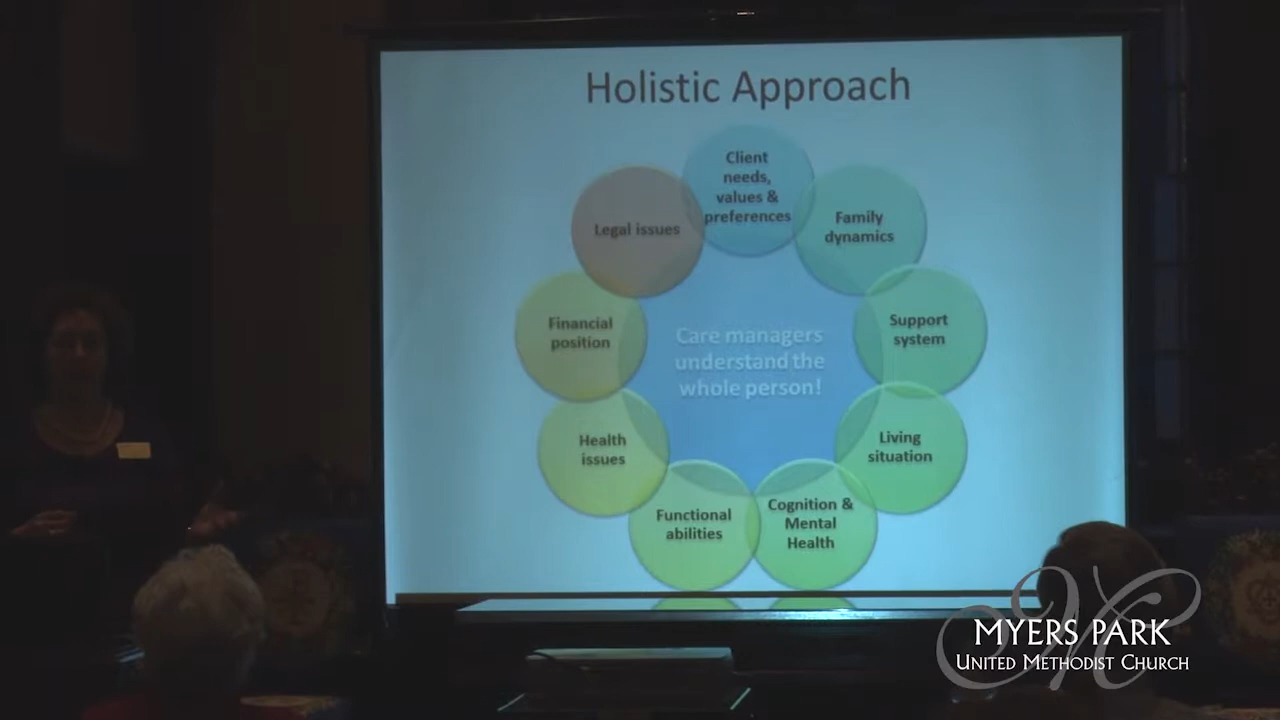 Holistic Approach
Client
needs,
values &
preferences
Family
dynamics
Support
system
Living
situation
Cognition &
Mental
Health
Functional
abilities
Health
issues
Financial
position
Legal issues
Care managers
understand the
whole person!
MYERS PARK
UNITED METHODIST CHURCH